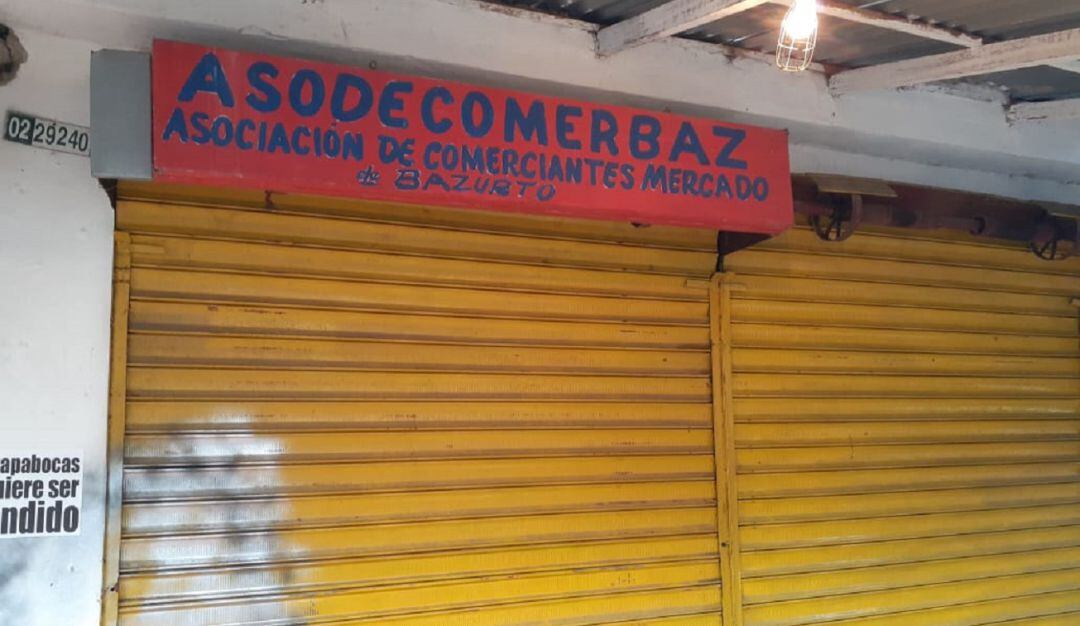 ASODECOMERBAZ
ASOCIACIÓN DE COMERCIANTES MERCADO
de BAZURTO
02 29240
apabocas
uiere ser
ndido